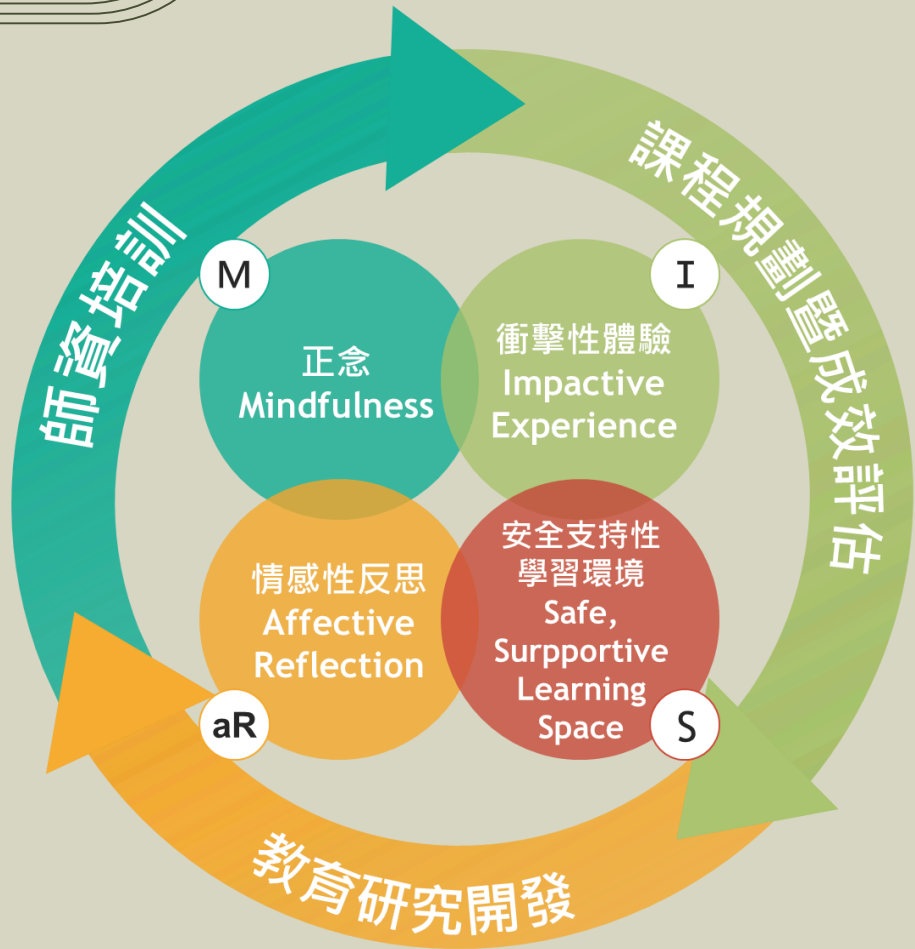 師資培訓
課程規劃暨成效評估
M
正念
Mindfulness
I
衝擊性體驗
Impactive
Experience
情感性反思
Affective
Reflection
aR
安全支持性
學習環境
Safe,
Surpportive
Learning
Space
S
教育研究開發